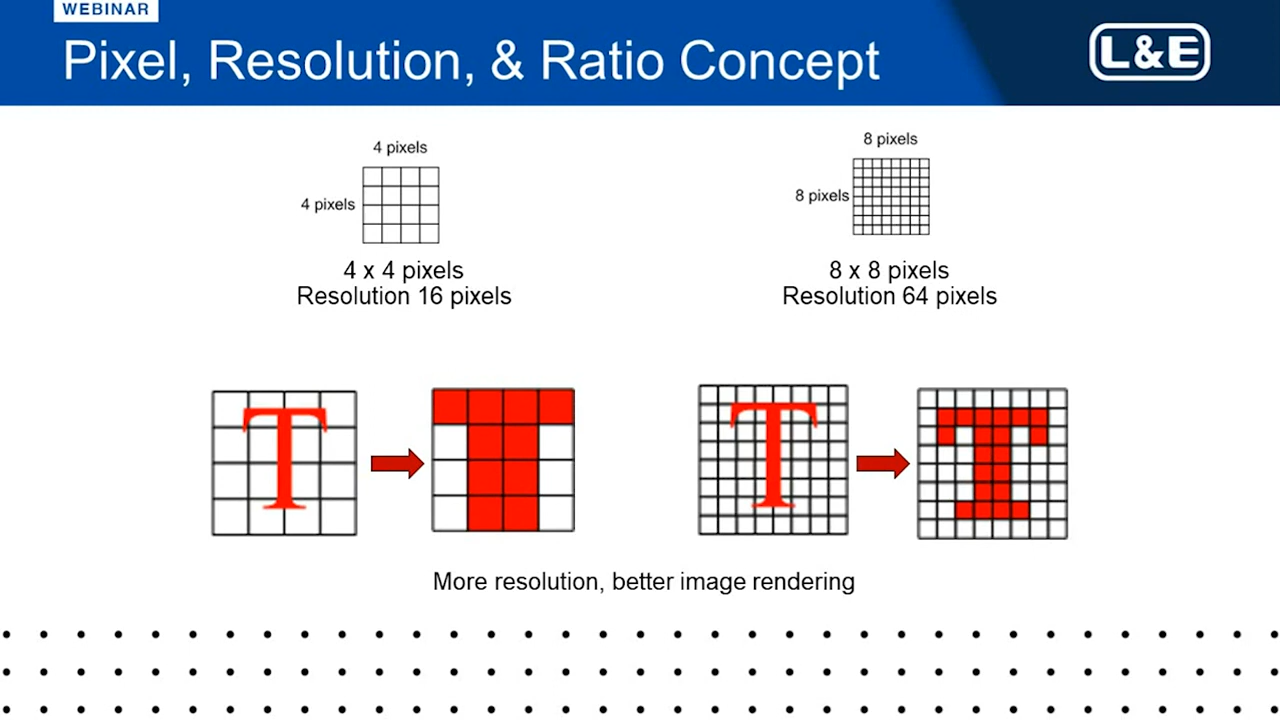 WEBINAR
Pixel, Resolution, & Ratio Concept
L&E
4 pixels
4 pixels
4 x 4 pixels
Resolution 16 pixels
8 pixels
8 pixels
8 x 8 pixels
Resolution 64 pixels
T
T
More resolution, better image rendering